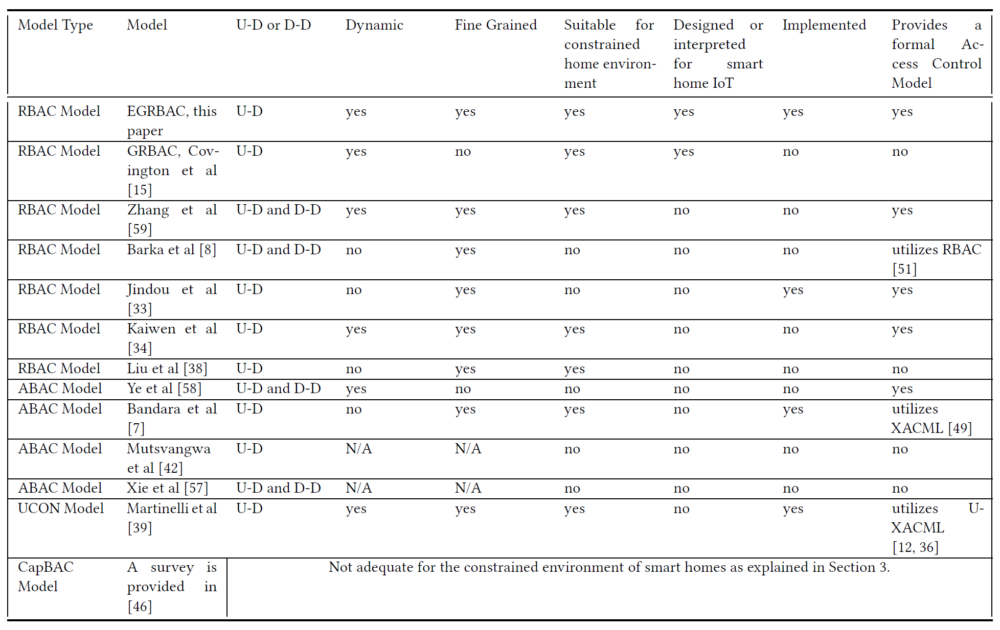 Model Type Model U-D or D-D Dynamic Fine Grained Suitable for Designed or Implemented Provides a
constrained interpreted formal Ac-
home environ- for smart cess Control
ment home IoT Model
RBAC Model EGRBAC, this U-D yes yes yes yes yes yes
paper
RBAC Model GRBAC, Cov- U-D yes no yes yes no no
ington et al
[15]
RBAC Model Zhang et al U-D and D-D yes yes yes no no yes
[59]
RBAC Model Barka et al [8] U-D and D-D no yes no no no utilizes RBAC
[51]
RBAC Model Jindou et al U-D no yes no no yes yes
[33]
RBAC Model Kaiwen et al U-D yes yes yes no no yes
[34]
RBAC Model Liu et al [38] U-D no yes yes no no no
ABAC Model Ye et al [58] U-D and D-D yes no no no no yes
ABAC Model Bandara et al U-D no yes yes no yes utilizes
[7] XACML [49]
ABAC Model Mutsvangwa U-D N/A N/A no no no no
et al [42]
ABAC Model Xie et al [57] U-D and D-D N/A N/A no no no no
UCON Model Martinelli et al U-D yes yes yes no yes utilizes U-
[39] XACML
[12, 36]
CapBAC A survey is Not adequate for the constrained environment of smart homes as explained in Section 3.
Model provided in
[46]